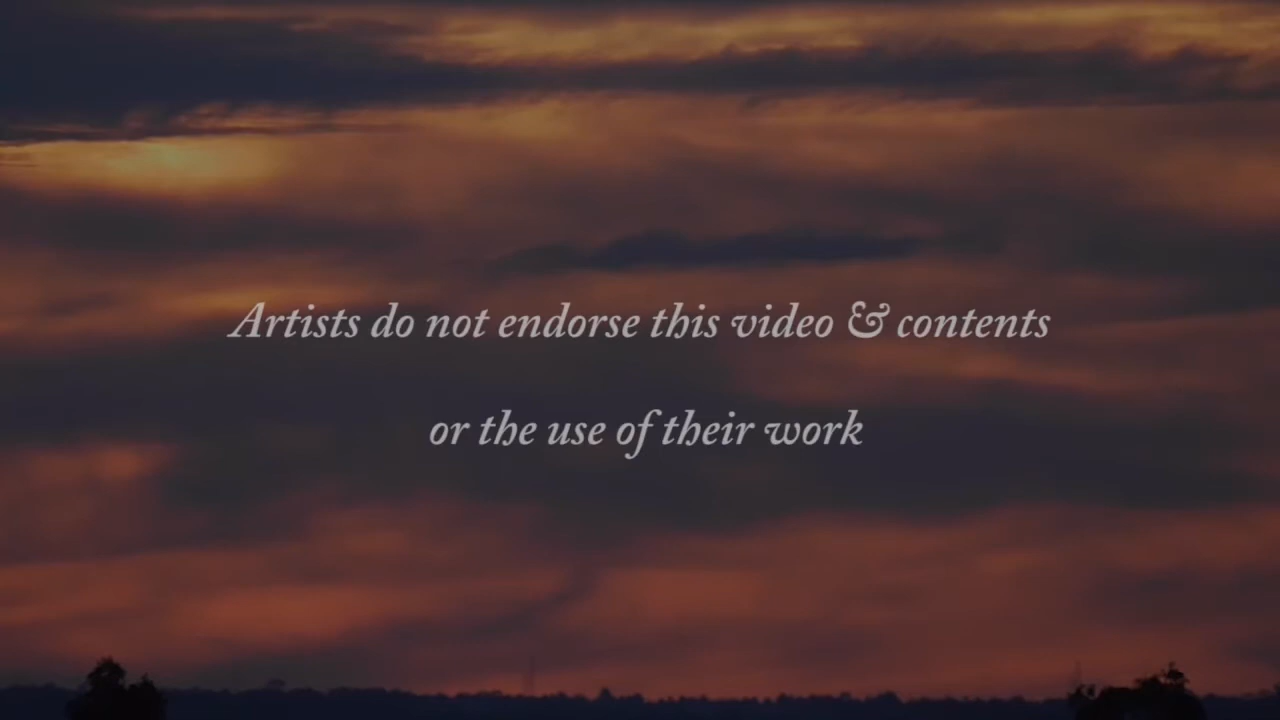 Artists do not endorse this video & contents
or the use of their work